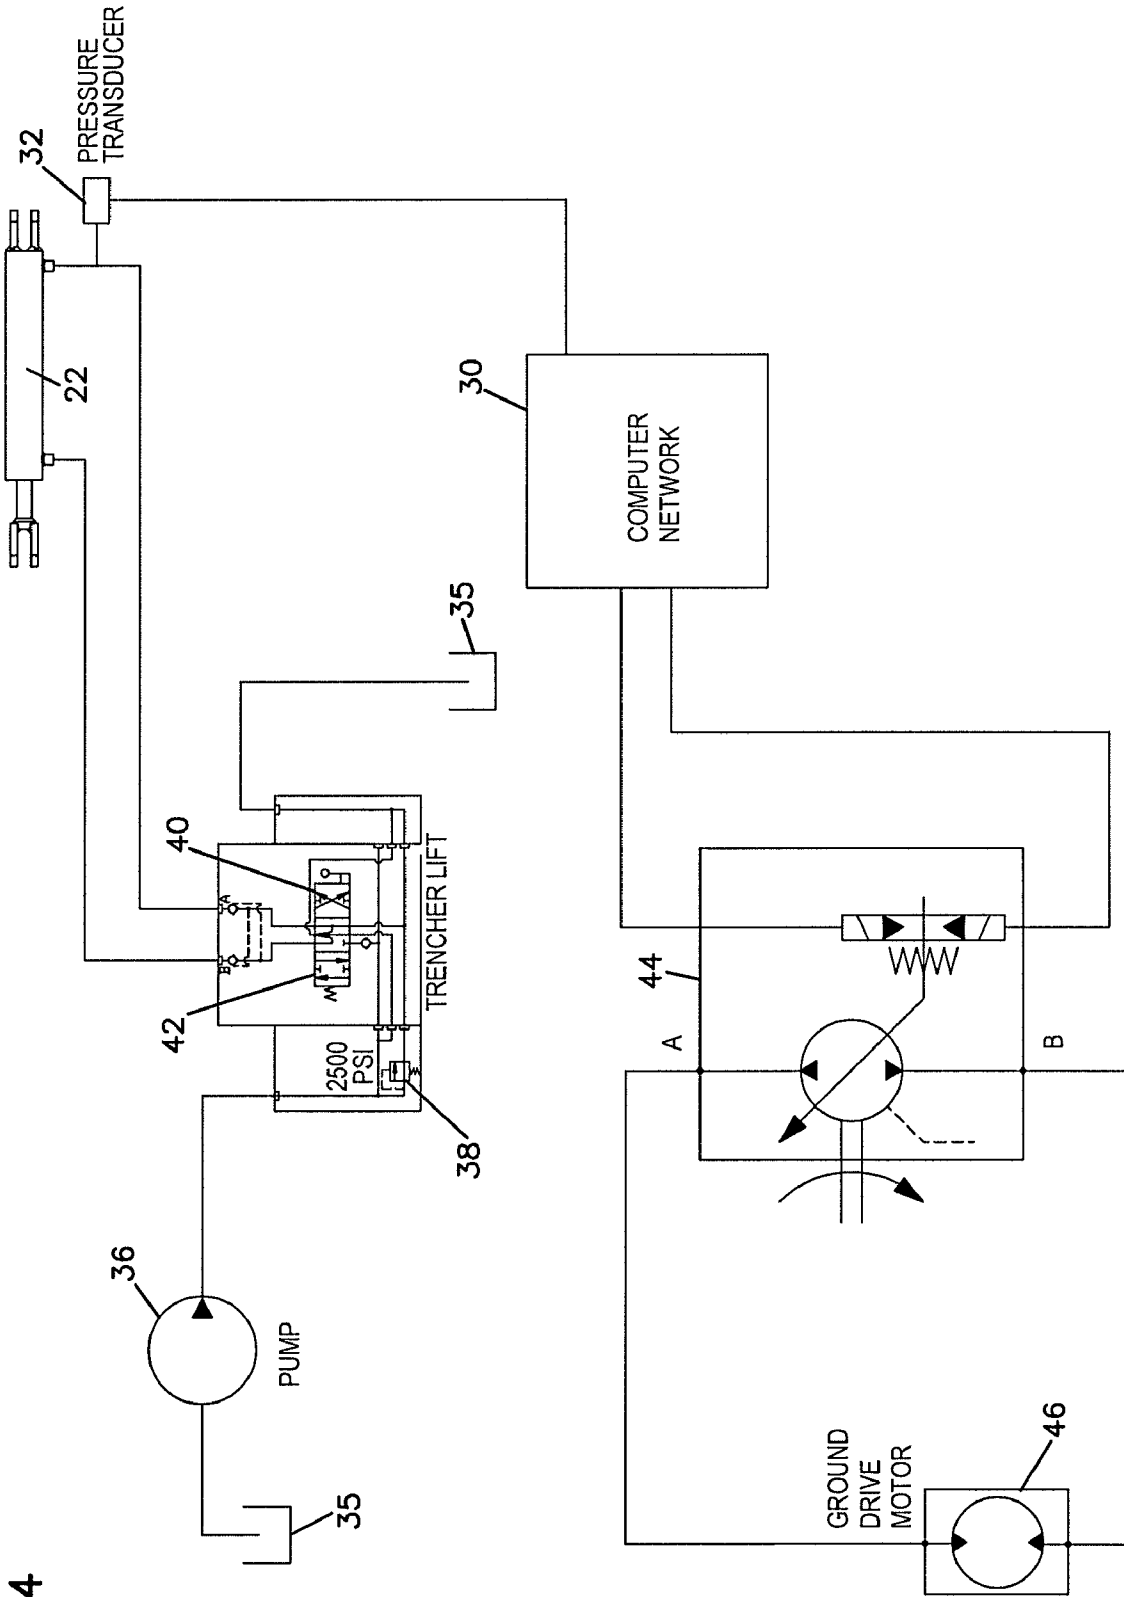 4
35
36
PUMP
38
2500
PSI
42
40
TRENCHER LIFT
B
A
35
22
32
PRESSURE
TRANSDUCER
30
COMPUTER
NETWORK
44
A
B
GROUND
DRIVE
MOTOR
46